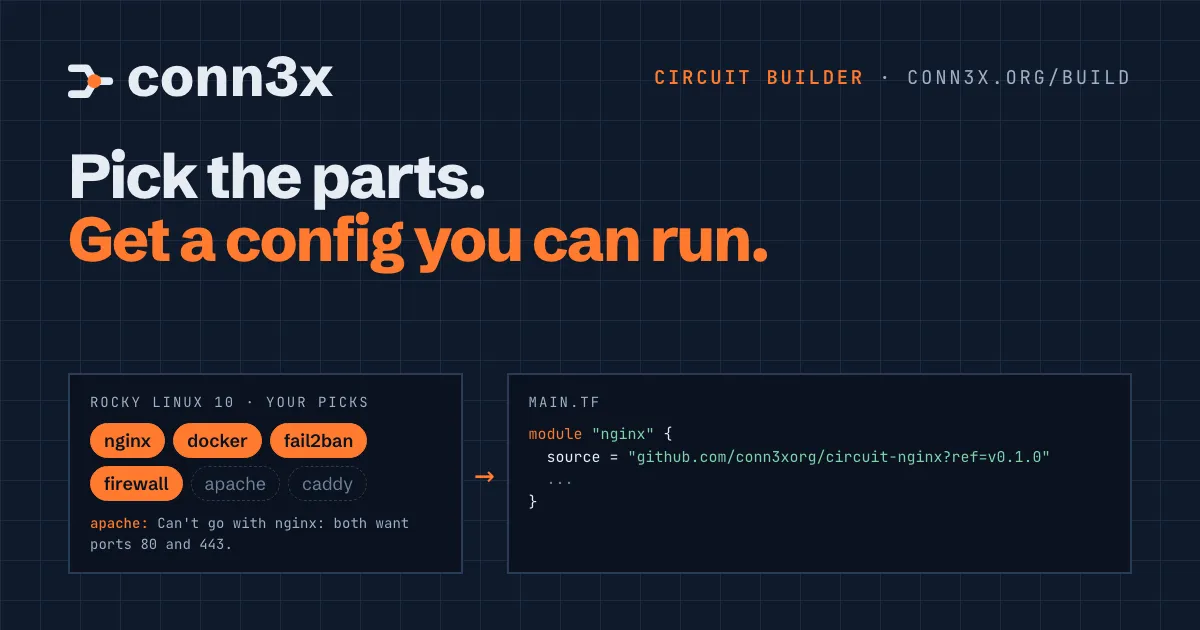 conn3x
CIRCUIT BUILDER · CONN3X.ORG/BUILD
Pick the parts.
Get a config you can run.
ROCKY LINUX 10 · YOUR PICKS
nginx docker fail2ban
firewall apache caddy
apache: Can't go with nginx: both want
ports 80 and 443.
→
MAIN.TF
module "nginx" {
  source = "github.com/conn3xorg/circuit-nginx?ref=v0.1.0"
  ...
}